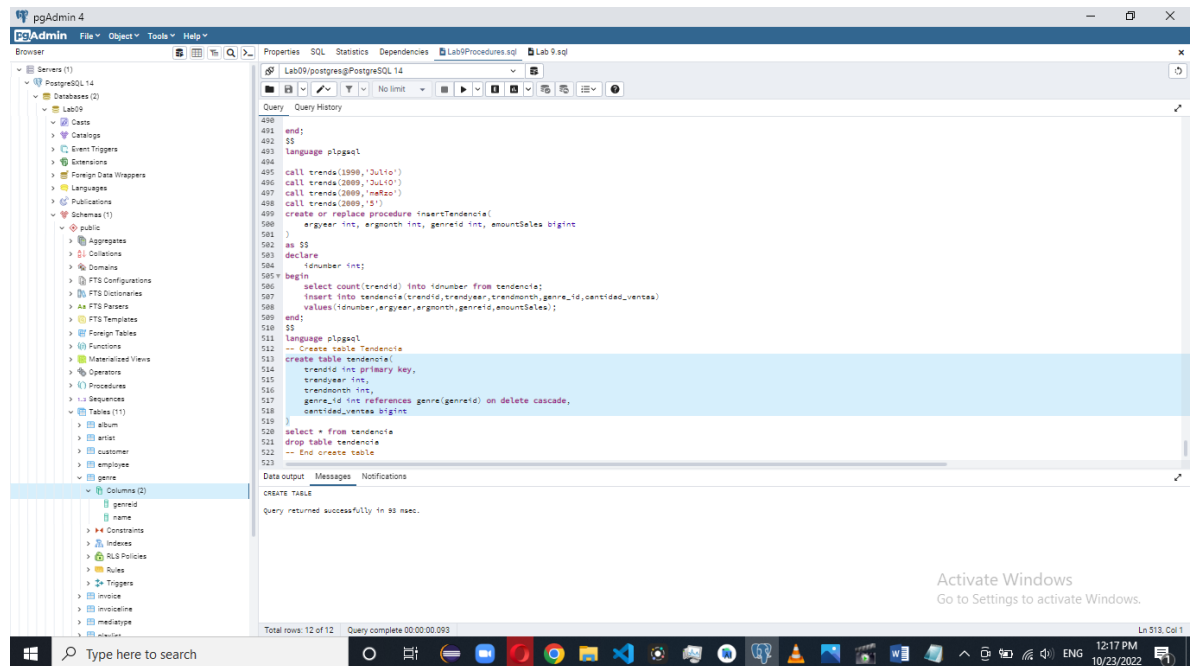 pgAdmin 4
pgAdmin File Object Tools Help
Browser
Properties SQL Statistics Dependencies Lab9Procedures.sql Lab 9.sql
Servers (1)
PostgreSQL 14
Databases (2)
Lab09
Casts
Catalogs
Event Triggers
Extensions
Foreign Data Wrappers
Languages
Publications
Schemas (1)
public
Aggregates
Collations
Domains
FTS Configurations
FTS Dictionaries
FTS Parsers
FTS Templates
Foreign Tables
Functions
Materialized Views
Operators
Procedures
Sequences
Tables (11)
album
artist
customer
employee
genre
Columns (2)
genreid
name
Constraints
Indexes
RLS Policies
Rules
Triggers
invoice
invoiceline
mediatype
Lab09/postgres@PostgreSQL 14
No limit
Query Query History
490
491 end;
492 $$
493 language plpgsql
494
495 call trends(1990,'Julio')
496 call trends(2009,'JuLiO')
497 call trends(2009,'maRzo')
498 call trends(2009,'5')
499 create or replace procedure insertTendencia(
500 argyear int, argmonth int, genreid int, amountSales bigint
501 )
502 as $$
503 declare
504 idnumber int;
505 begin
506 select count(trendid) into idnumber from tendencia;
507 insert into tendencia(trendid,trendyear,trendmonth,genre_id,cantidad_ventas)
508 values(idnumber,argyear,argmonth,genreid,amountSales);
509 end;
510 $$
511 language plpgsql
512 -- Create table Tendencia
513 create table tendencia(
514 trendid int primary key,
515 trendyear int,
516 trendmonth int,
517 genre_id int references genre(genreid) on delete cascade,
518 cantidad_ventas bigint
519 )
520 select * from tendencia
521 drop table tendencia
522 -- End create table
523
Data output Messages Notifications
CREATE TABLE
Query returned successfully in 93 msec.
Activate Windows
Go to Settings to activate Windows.
Total rows: 12 of 12 Query complete 00:00:00.093
Ln 513, Col 1
Type here to search
ENG
12:17 PM
10/23/2022